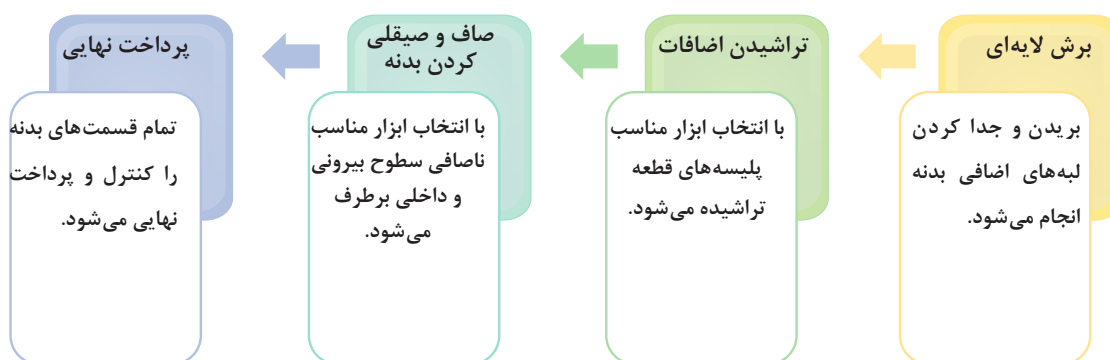 برش لایه‌ای
بریدن و جدا کردن
لبه‌های اضافی بدنه
انجام می‌شود.
تراشیدن اضافات
با انتخاب ابزار مناسب
پلیسه‌های قطعه
تراشیده می‌شود.
صاف و صیقلی
کردن بدنه
با انتخاب ابزار مناسب
ناصافی سطوح بیرونی
و داخلی برطرف
می‌شود.
پرداخت نهایی
تمام قسمت‌های بدنه
را کنترل و پرداخت
نهایی می‌شود.